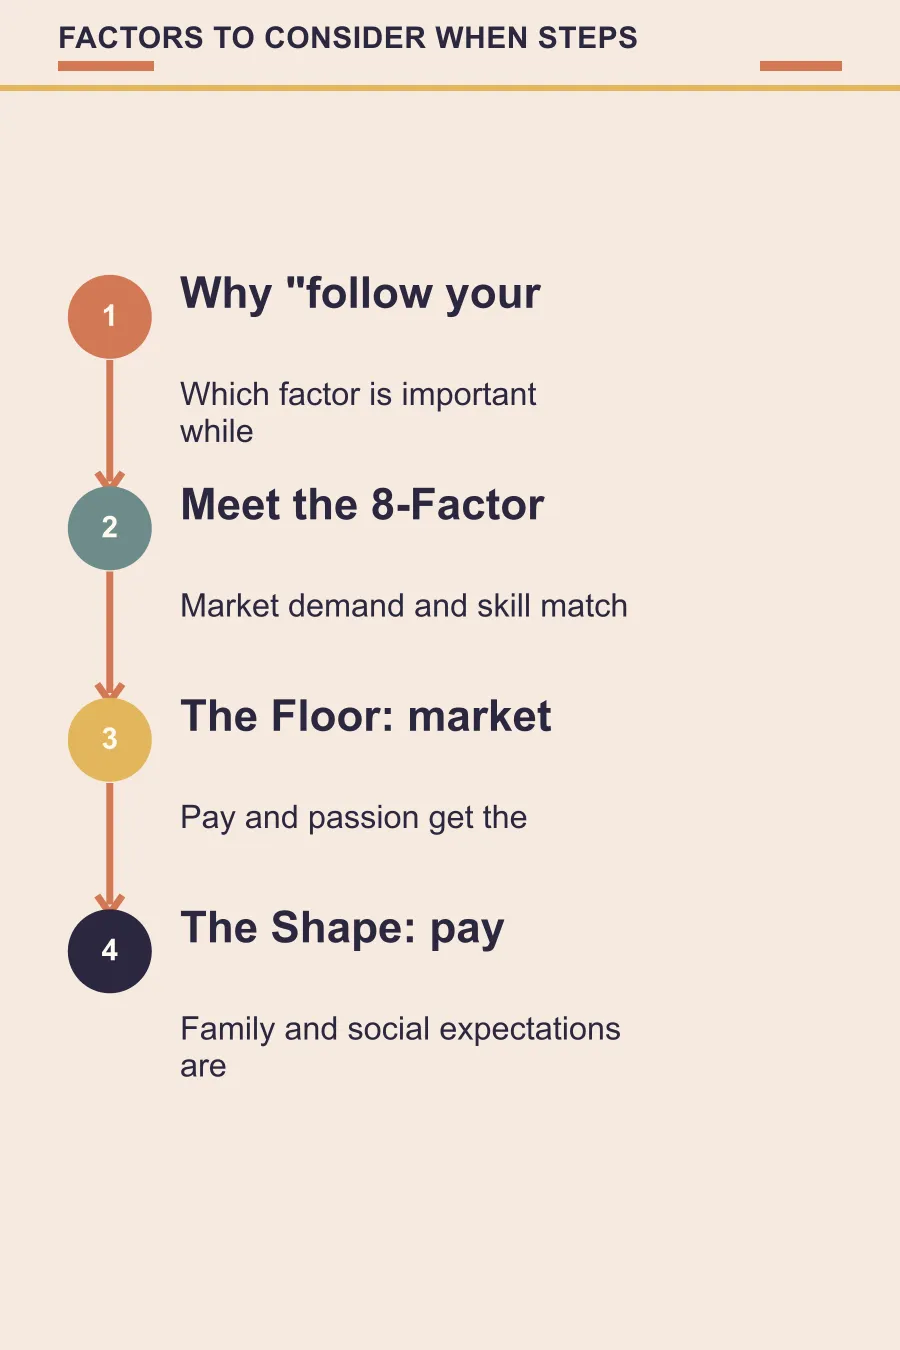 FACTORS TO CONSIDER WHEN STEPS
1
Why "follow your
Which factor is important
while
2
Meet the 8-Factor
Market demand and skill match
3
The Floor: market
Pay and passion get the
4
The Shape: pay
Family and social expectations
are